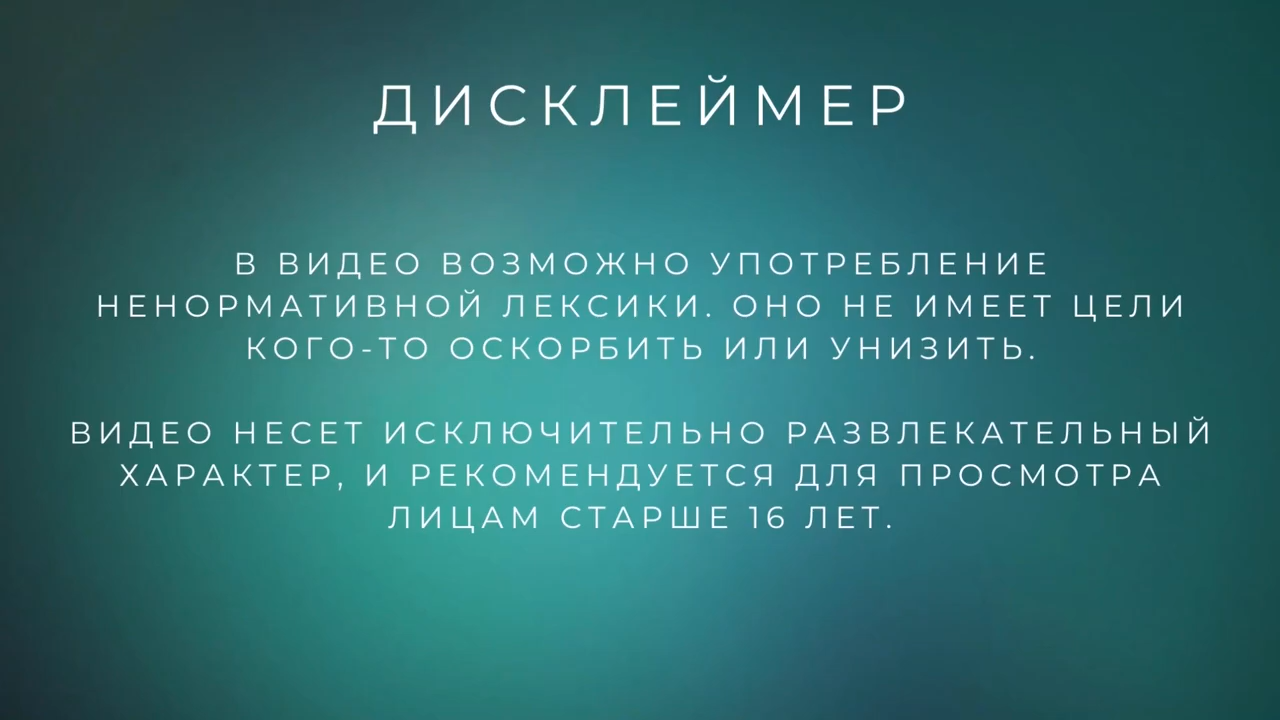 ДИСКЛЕЙМЕР
В ВИДЕО ВОЗМОЖНО УПОТРЕБЛЕНИЕ
НЕНОРМАТИВНОЙ ЛЕКСИКИ. ОНО НЕ ИМЕЕТ ЦЕЛИ
КОГО-ТО ОСКОРБИТЬ ИЛИ УНИЗИТЬ.
ВИДЕО НЕСЕТ ИСКЛЮЧИТЕЛЬНО РАЗВЛЕКАТЕЛЬНЫЙ
ХАРАКТЕР, И РЕКОМЕНДУЕТСЯ ДЛЯ ПРОСМОТРА
ЛИЦАМ СТАРШЕ 16 ЛЕТ.